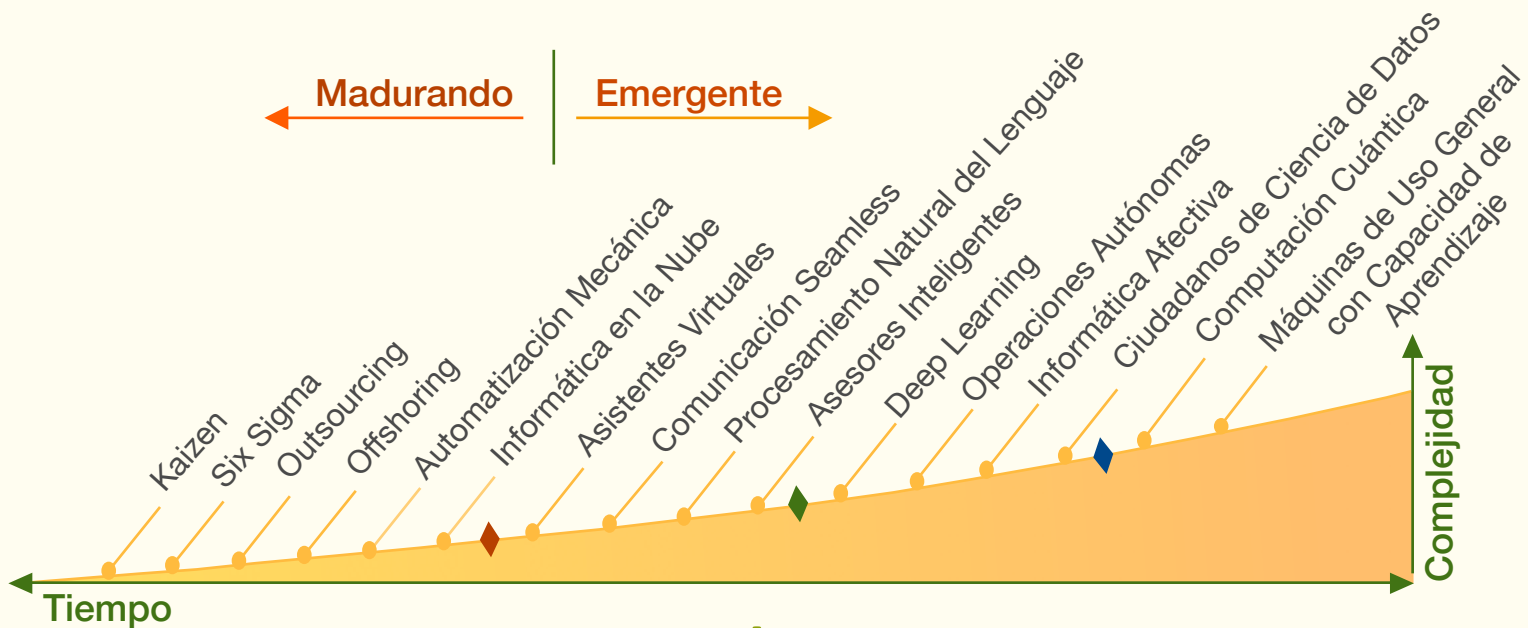 Madurando
Emergente
Kaizen
Six Sigma
Outsourcing
Offshoring
Automatización Mecánica
Informática en la Nube
Asistentes Virtuales
Comunicación Seamless
Procesamiento Natural del Lenguaje
Asesores Inteligentes
Deep Learning
Operaciones Autónomas
Informática Afectiva
Ciudadanos de Ciencia de Datos
Computación Cuántica
Máquinas de Uso General
con Capacidad de
Aprendizaje
Complejidad
Tiempo